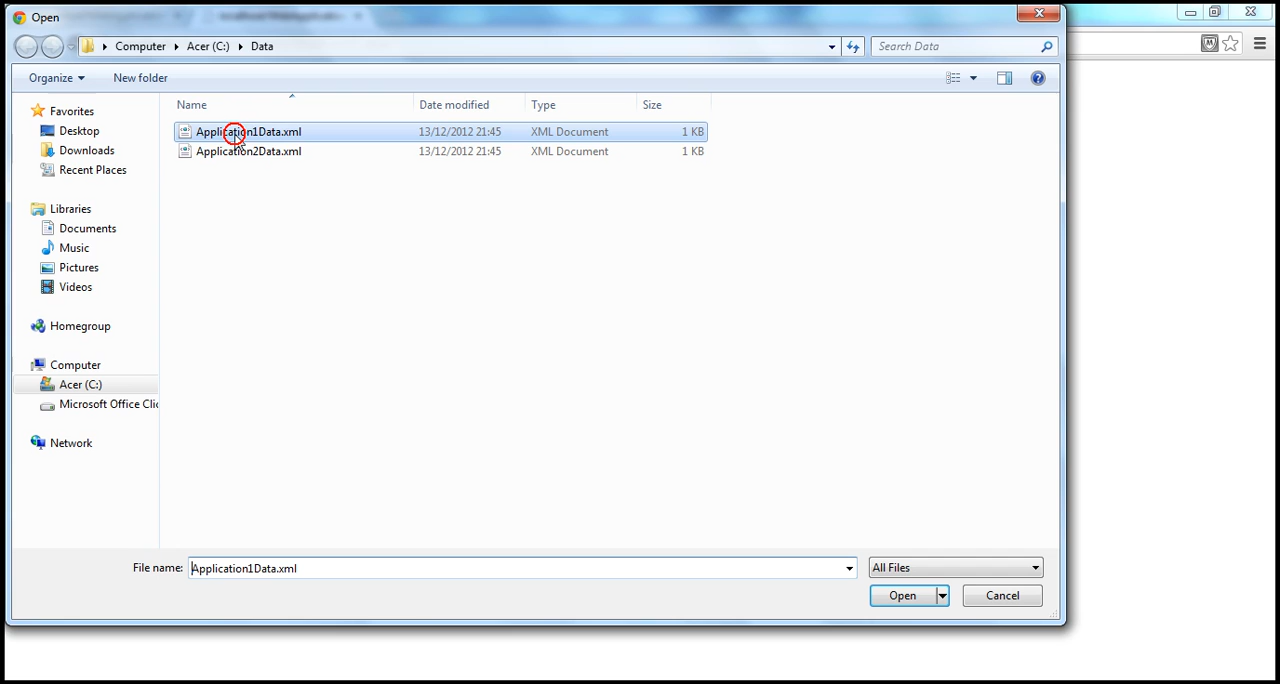 Open
Computer Acer (C:) Data
Search Data
Organize New folder
Name Date modified Type Size
Application1Data.xml 13/12/2012 21:45 XML Document 1 KB
Application2Data.xml 13/12/2012 21:45 XML Document 1 KB
Favorites
Desktop
Downloads
Recent Places
Libraries
Documents
Music
Pictures
Videos
Homegroup
Computer
Acer (C:)
Microsoft Office Clic
Network
File name: Application1Data.xml All Files
Open Cancel